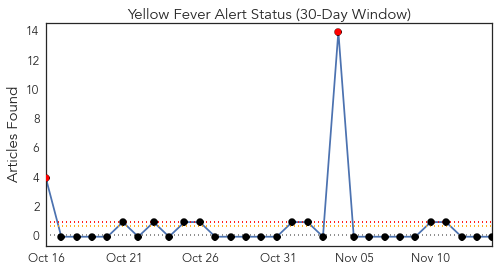 Yellow Fever Alert Status (30-Day Window)
Articles Found
14
12
10
8
6
4
2
0
Oct 16
Oct 21
Oct 26
Oct 31
Nov 05
Nov 10